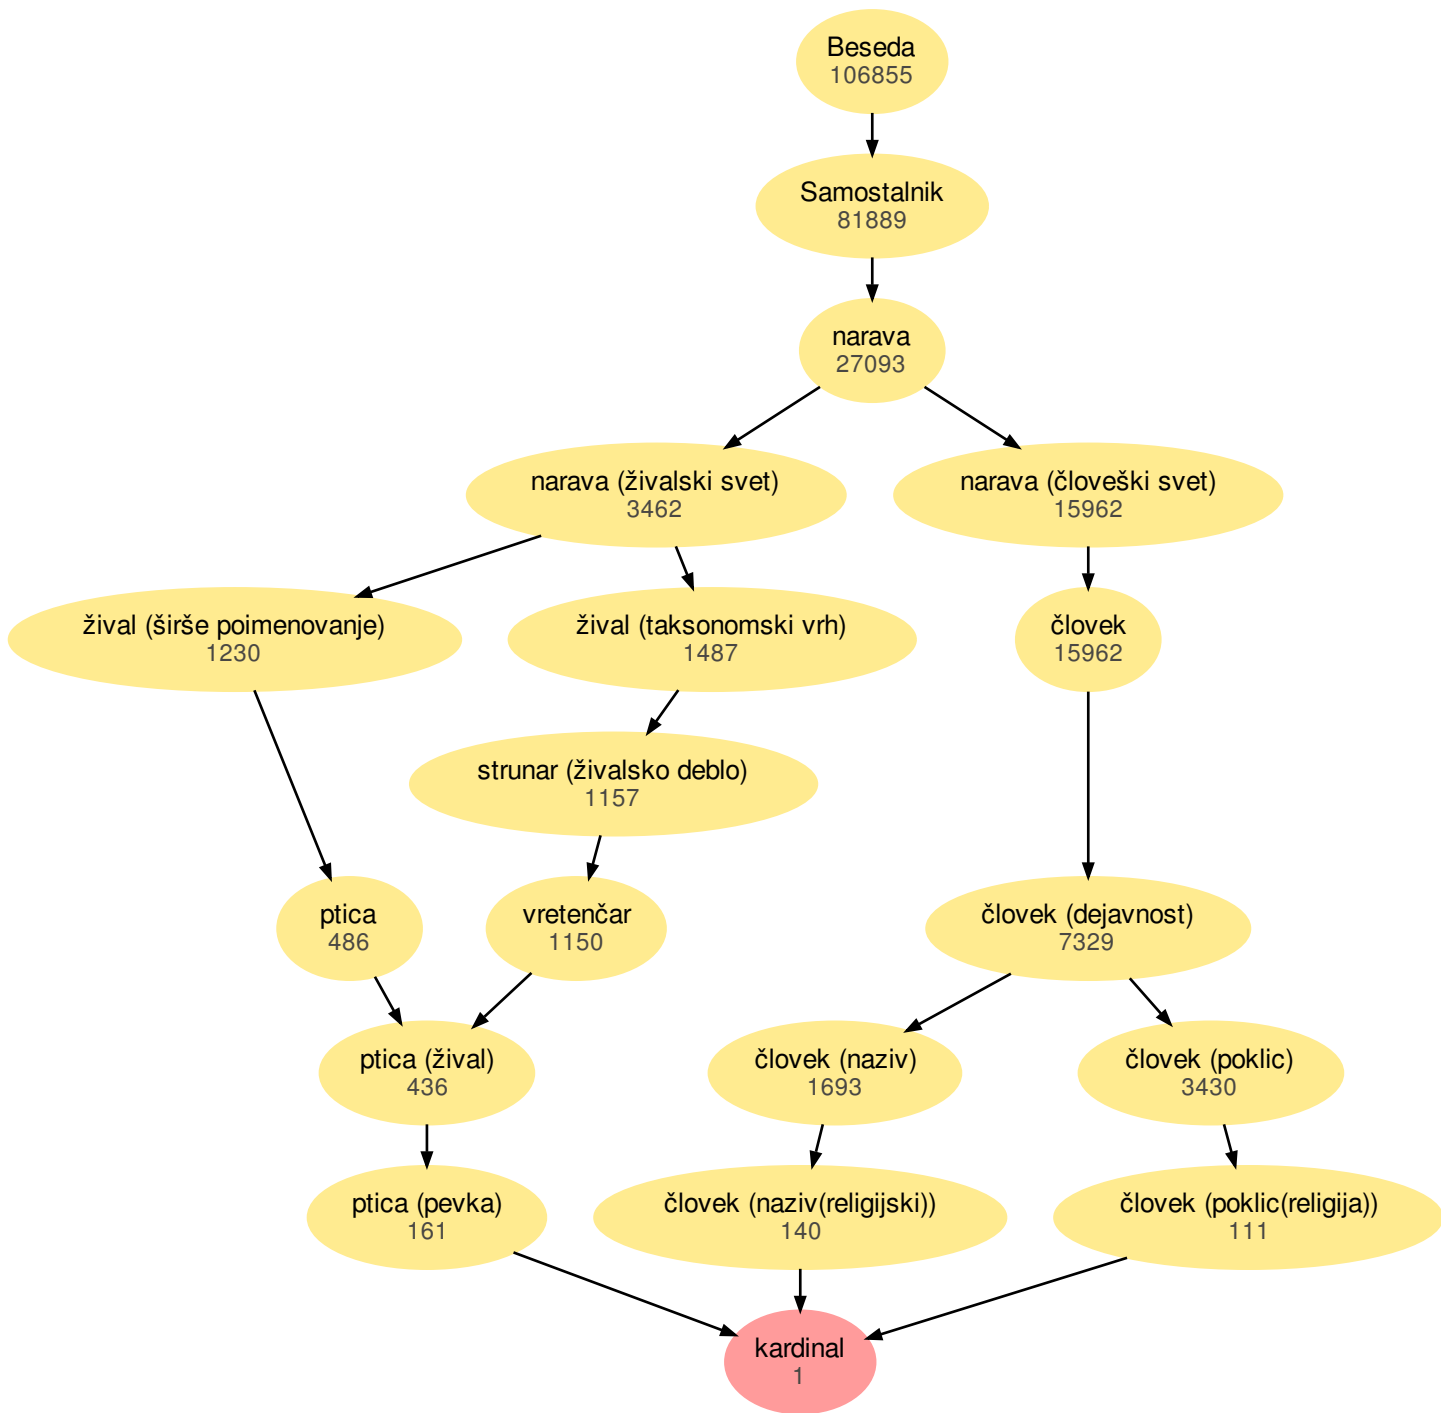 Beseda
106855
Samostalnik
81889
narava
27093
narava (živalski svet)
3462
narava (človeški svet)
15962
žival (širše poimenovanje)
1230
žival (taksonomski vrh)
1487
človek
15962
strunar (živalsko deblo)
1157
ptica
486
vretenčar
1150
človek (dejavnost)
7329
ptica (žival)
436
človek (naziv)
1693
človek (poklic)
3430
ptica (pevka)
161
človek (naziv(religijski))
140
človek (poklic(religija))
111
kardinal
1